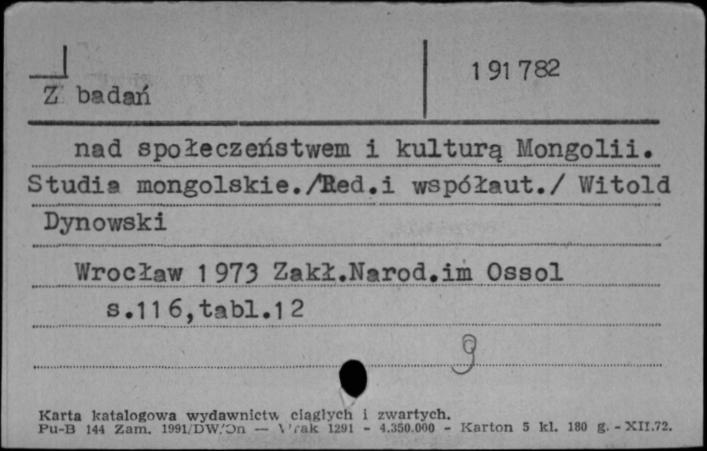 191782
Z badań
nad społeczeństwem i kulturą Mongolii.
Studia mongolskie./Red.i współaut./ Witold
Dynowski
Wrocław 1973 Zakł.Narod.im Ossol
s.116,tabl.12
g
Karta katalogowa wydawnictw ciągłych i zwartych.
Pu-B 144 Zam. 1991/DW/On — 1291 - 4.350.000 - Karton 5 kl. 180 g. - XII.72.